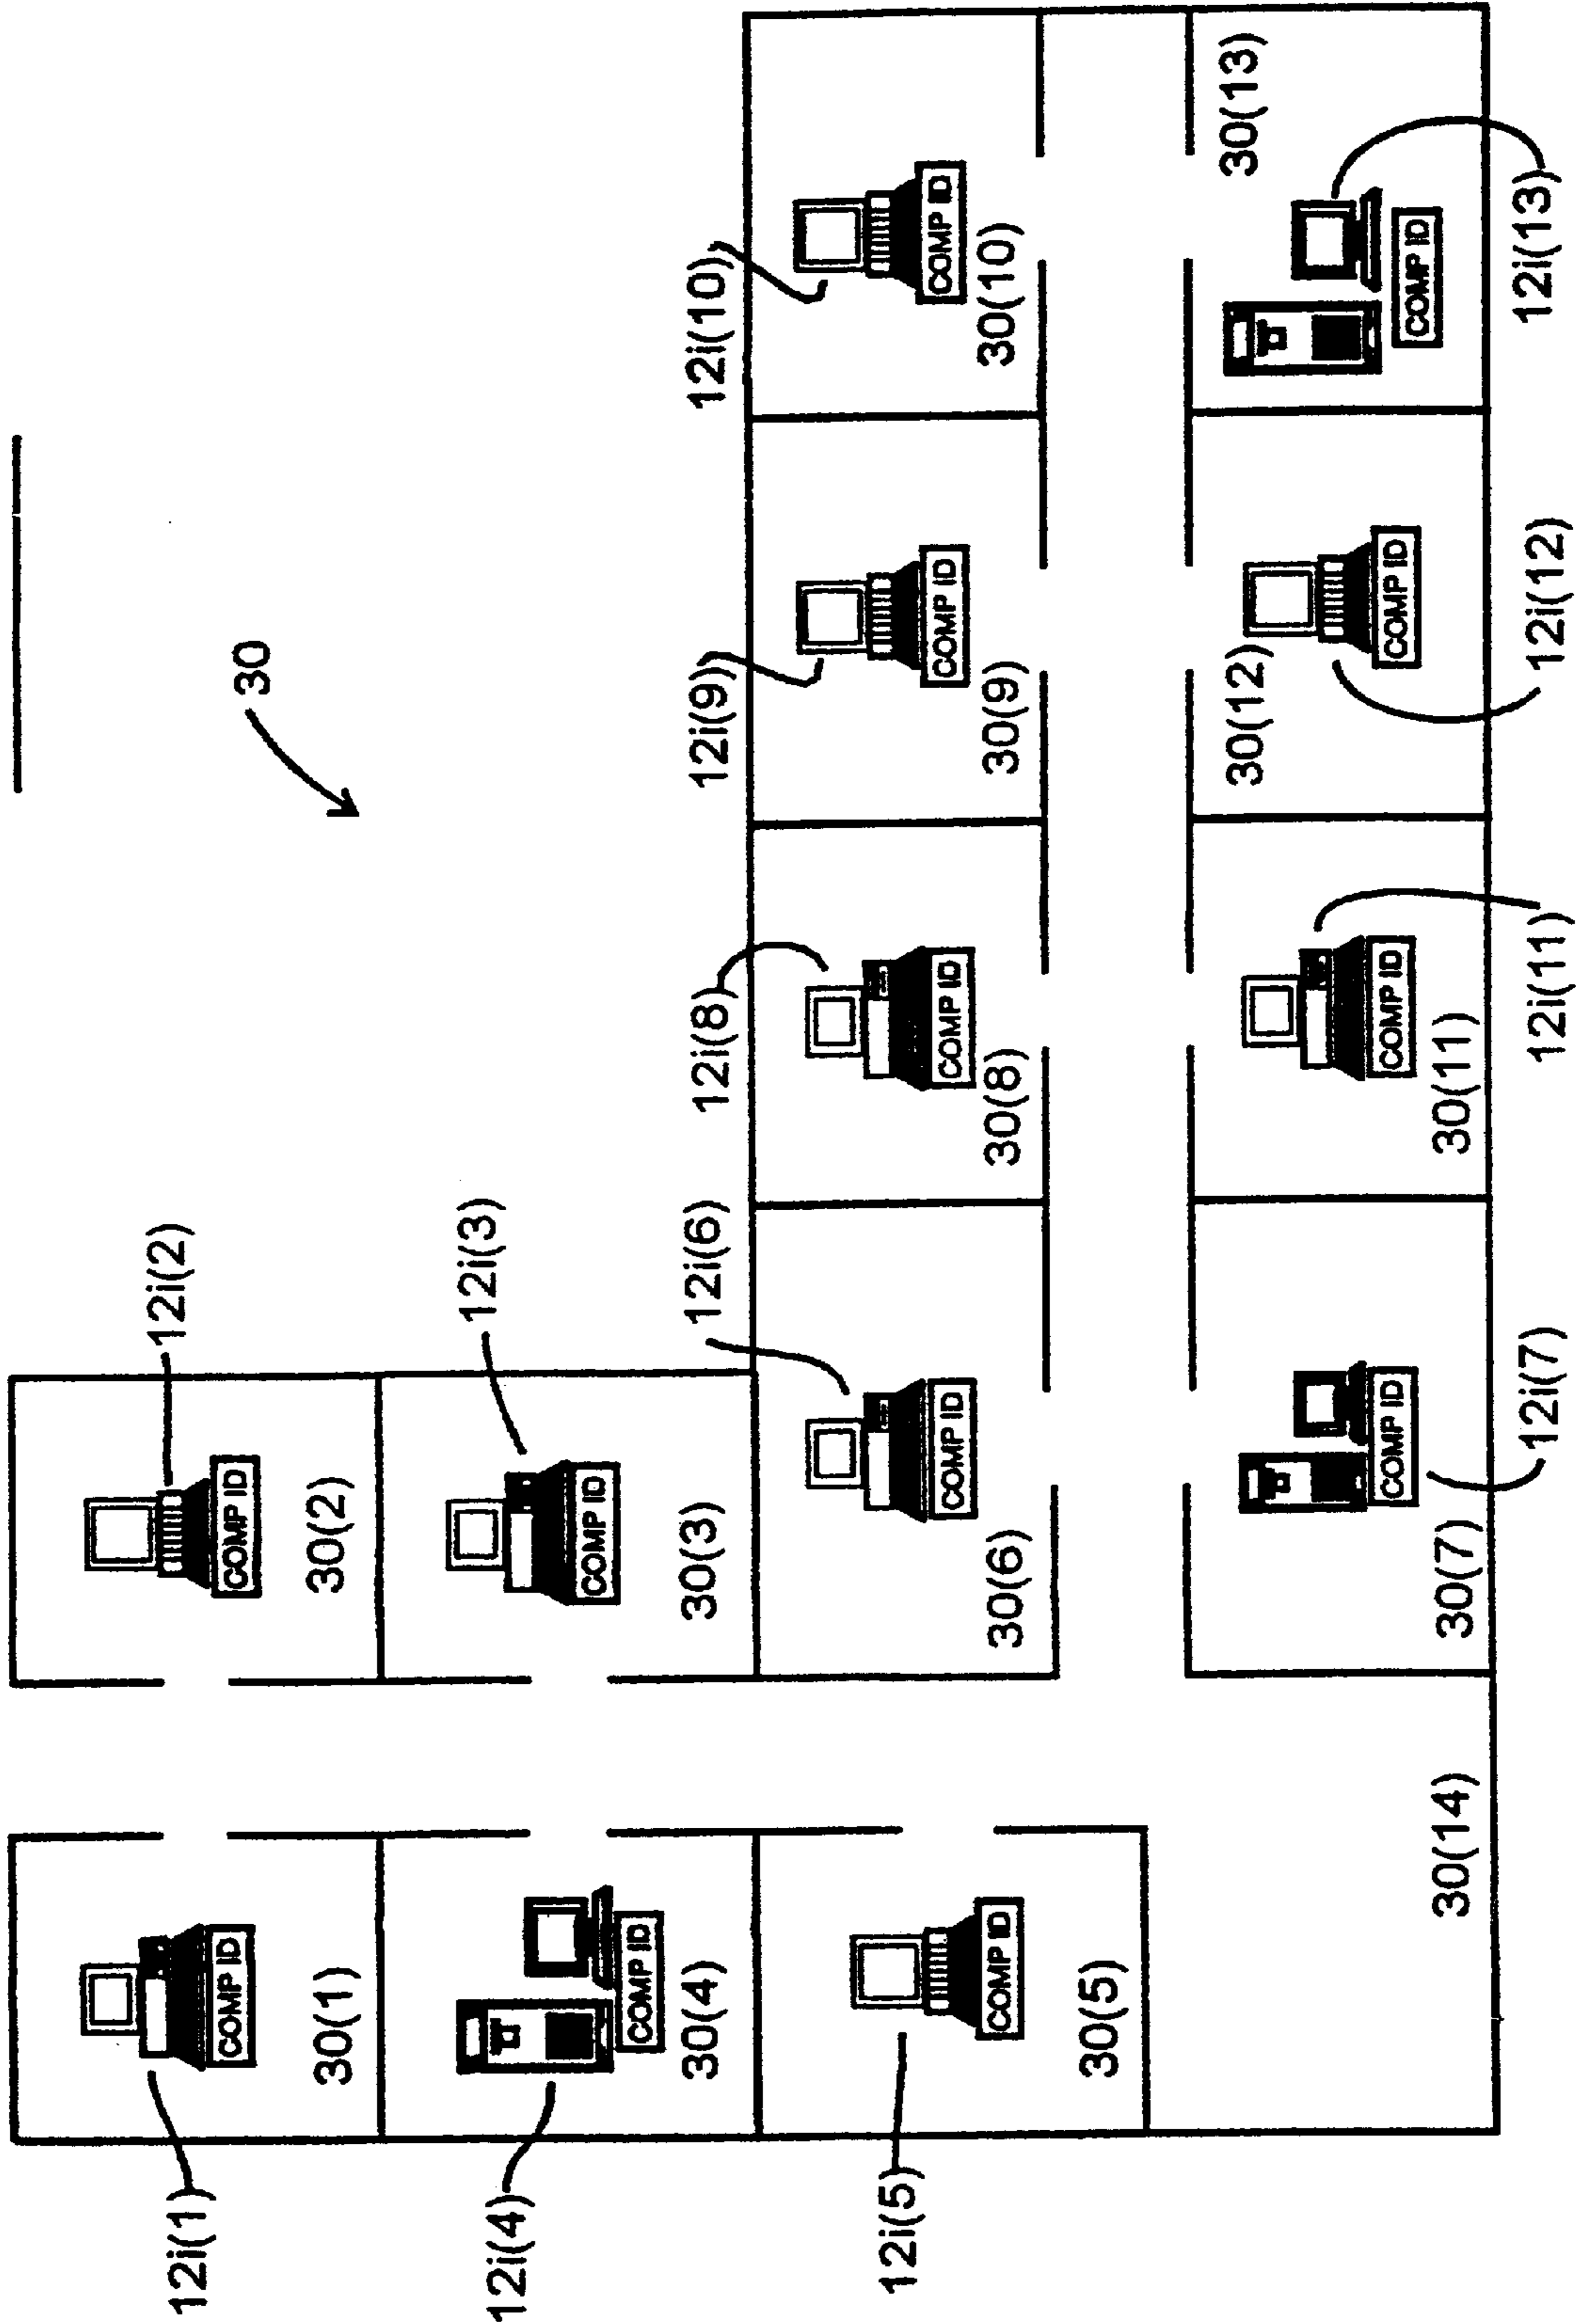 30
12i(1)
COMP ID
30(1)
12i(2)
COMP ID
30(2)
12i(4)
COMP ID
30(4)
12i(3)
COMP ID
30(3)
12i(5)
COMP ID
30(5)
12i(6)
COMP ID
30(6)
12i(8)
COMP ID
30(8)
12i(9)
COMP ID
30(9)
12i(10)
COMP ID
30(10)
30(14)
COMP ID
30(7)
12i(7)
COMP ID
30(11)
12i(11)
30(12)
COMP ID
12i(12)
30(13)
COMP ID
12i(13)